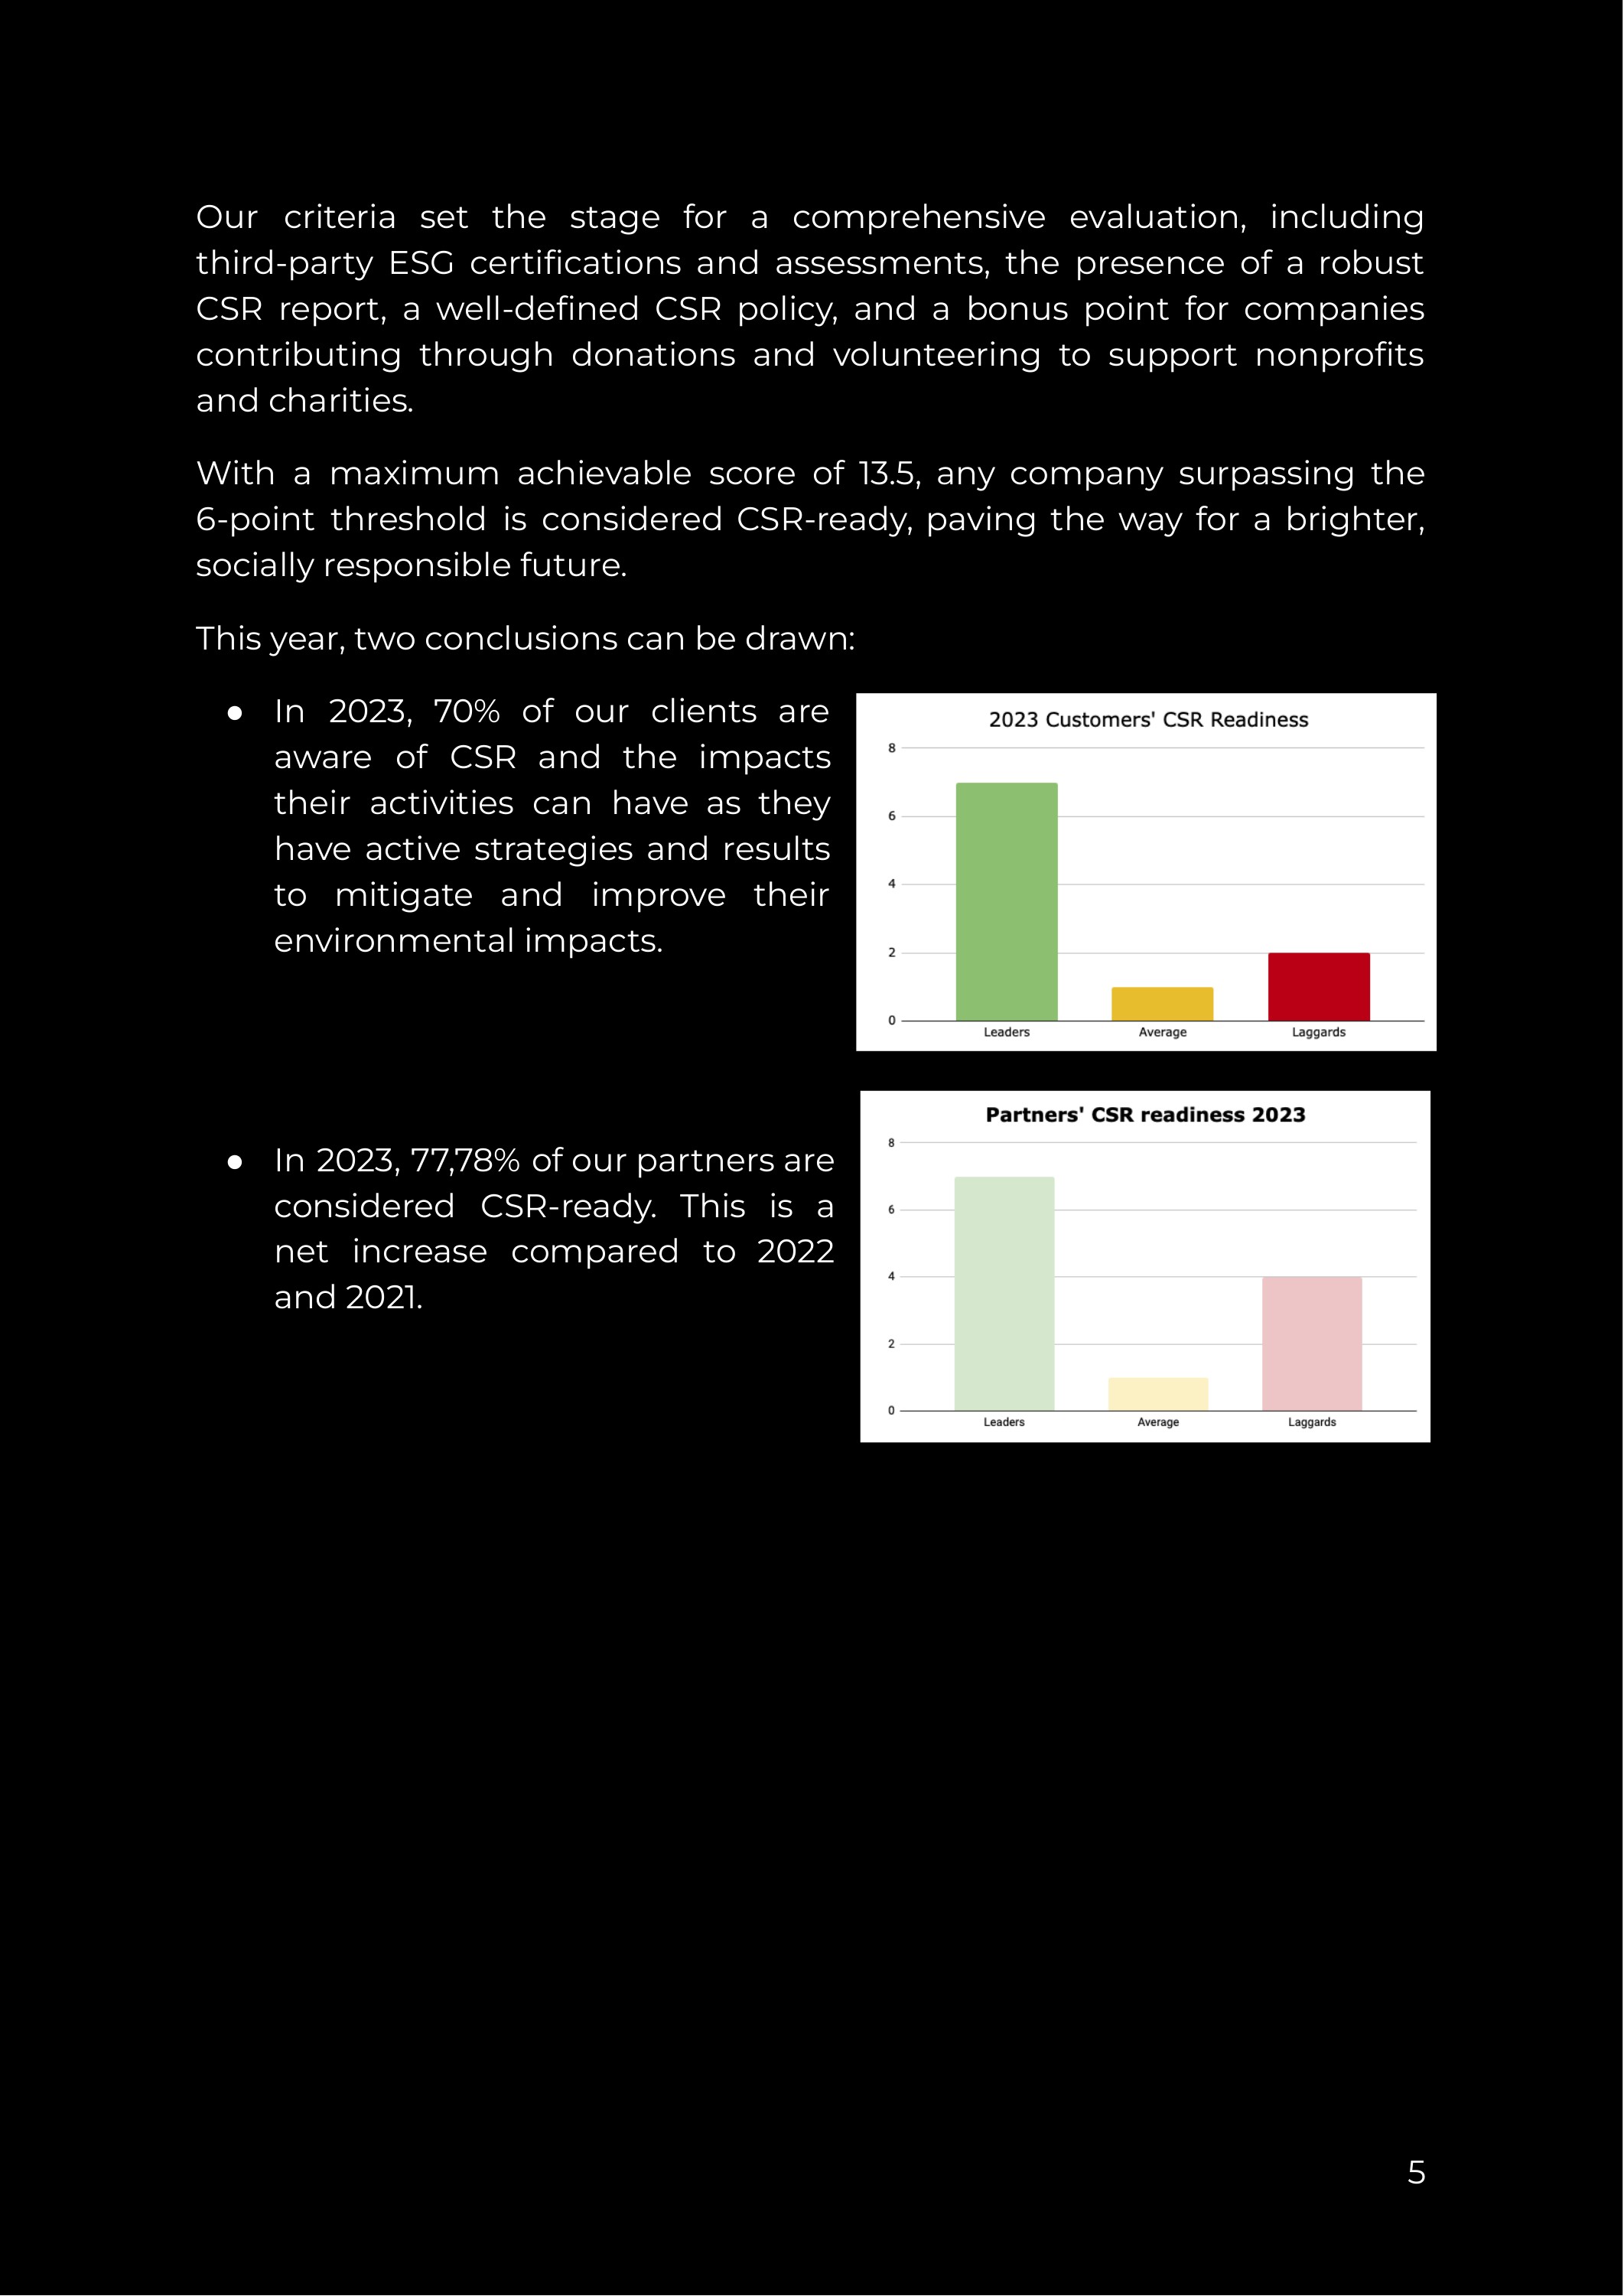 Our criteria set the stage for a comprehensive evaluation, including
third-party ESG certifications and assessments, the presence of a robust
CSR report, a well-defined CSR policy, and a bonus point for companies
contributing through donations and volunteering to support nonprofits
and charities.
With a maximum achievable score of 13.5, any company surpassing the
6-point threshold is considered CSR-ready, paving the way for a brighter,
socially responsible future.
This year, two conclusions can be drawn:
● In 2023, 70% of our clients are
aware of CSR and the impacts
their activities can have as they
have active strategies and results
to mitigate and improve their
environmental impacts.
2023 Customers' CSR Readiness
8
6
4
2
0
Leaders Average Laggards
● In 2023, 77,78% of our partners are
considered CSR-ready. This is a
net increase compared to 2022
and 2021.
Partners' CSR readiness 2023
8
6
4
2
0
Leaders Average Laggards
5